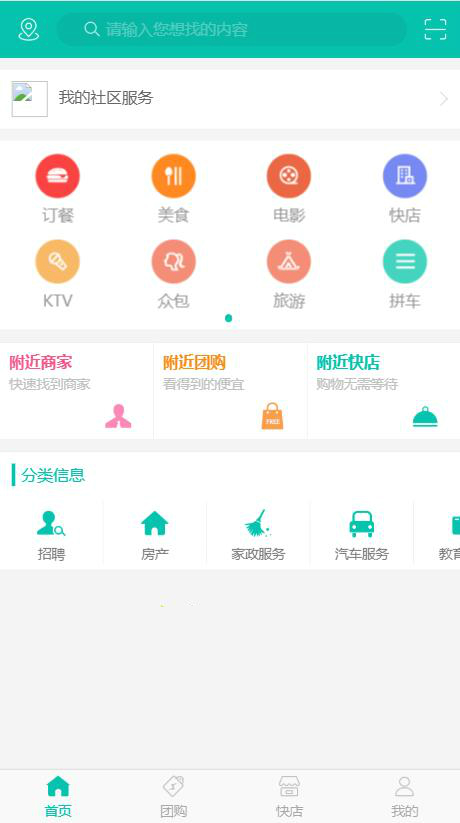 请输入您想找的内容
我的社区服务
订餐 美食 电影 快店
KTV 众包 旅游 拼车
附近商家 附近团购 附近快店
快速找到商家 看得到的便宜 购物无需等待
FREE
分类信息
招聘 房产 家政服务 汽车服务 教育
首页 团购 快店 我的